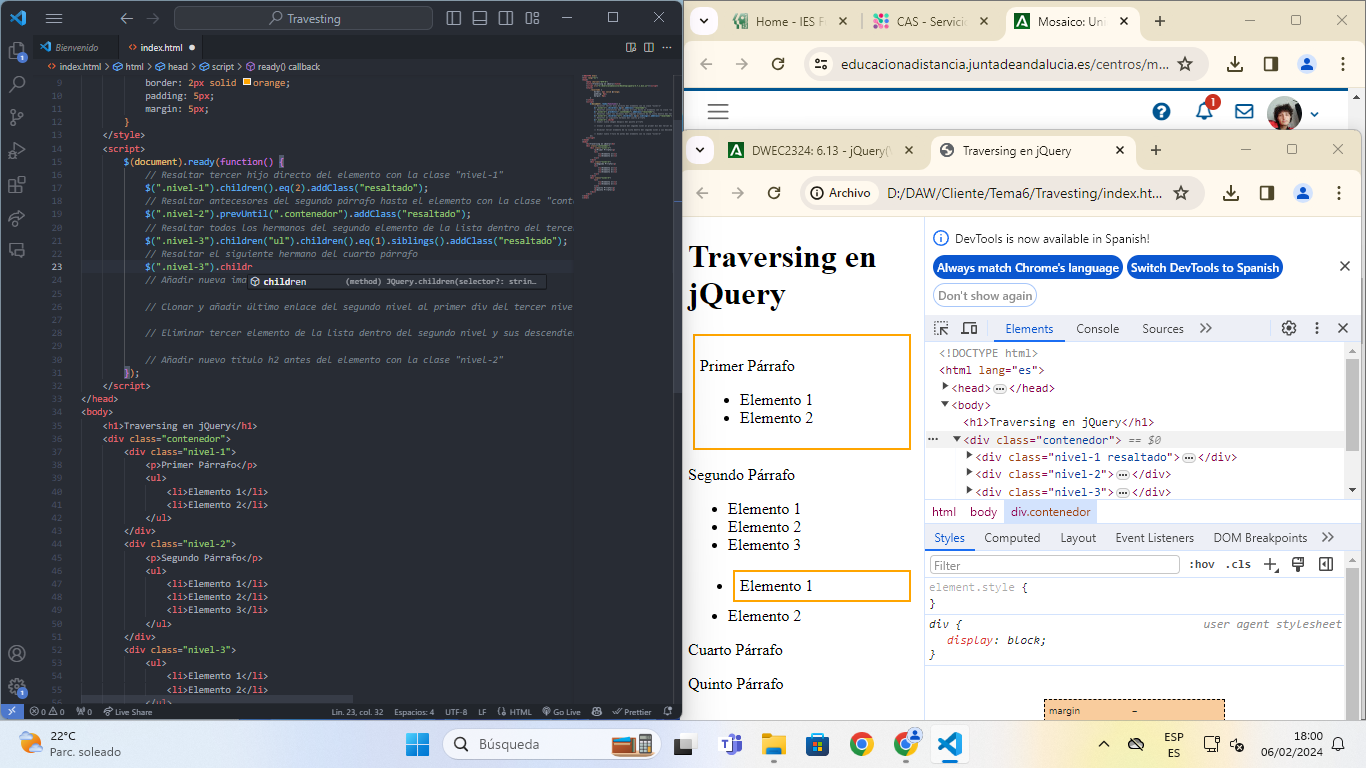 Travesting
Bienvenido
index.html
index.html > html > head > script > ready() callback
9 border: 2px solid orange;
10 padding: 5px;
11 margin: 5px;
12 }
13 </style>
14 <script>
15 $(document).ready(function() {
16 // Resaltar tercer hijo directo del elemento con la clase "nivel-1"
17 $(".nivel-1").children().eq(2).addClass("resaltado");
18 // Resaltar antecesores del segundo párrafo hasta el elemento con la clase "cont
19 $(".nivel-2").prevUntil(".contenedor").addClass("resaltado");
20 // Resaltar todos los hermanos del segundo elemento de la lista dentro del terce
21 $(".nivel-3").children("ul").children().eq(1).siblings().addClass("resaltado");
22 // Resaltar el siguiente hermano del cuarto párrafo
23 $(".nivel-3").childr
children (method) JQuery.children(selector?: strin...
24 // Añadir nueva ima
25
26 // Clonar y añadir último enlace del segundo nivel al primer div del tercer nive
27
28 // Eliminar tercer elemento de la lista dentro del segundo nivel y sus descendie
29
30 // Añadir nuevo título h2 antes del elemento con la clase "nivel-2"
31 });
32 </script>
33 </head>
34 <body>
35 <h1>Traversing en jQuery</h1>
36 <div class="contenedor">
37 <div class="nivel-1">
38 <p>Primer Párrafo</p>
39 <ul>
40 <li>Elemento 1</li>
41 <li>Elemento 2</li>
42 </ul>
43 </div>
44 <div class="nivel-2">
45 <p>Segundo Párrafo</p>
46 <ul>
47 <li>Elemento 1</li>
48 <li>Elemento 2</li>
49 <li>Elemento 3</li>
50 </ul>
51 </div>
52 <div class="nivel-3">
53 <ul>
54 <li>Elemento 1</li>
55 <li>Elemento 2</li>
0 0 0 Live Share Lín. 23, col. 32 Espacios: 4 UTF-8 LF HTML Go Live Prettier
Home - IES F
CAS - Servicio
Mosaico: Uni
educacionadistancia.juntadeandalucia.es/centros/m...
1
DWEC2324: 6.13 - jQuery(
Traversing en jQuery
Archivo D:/DAW/Cliente/Tema6/Travesting/index.ht...
Traversing en
jQuery
Primer Párrafo
Elemento 1
Elemento 2
Segundo Párrafo
Elemento 1
Elemento 2
Elemento 3
Elemento 1
Elemento 2
Cuarto Párrafo
Quinto Párrafo
DevTools is now available in Spanish!
Always match Chrome's language
Switch DevTools to Spanish
Don't show again
Elements Console Sources
<!DOCTYPE html>
<html lang="es">
<head> ... </head>
<body>
<h1>Traversing en jQuery</h1>
<div class="contenedor"> == $0
<div class="nivel-1 resaltado"> ... </div>
<div class="nivel-2"> ... </div>
<div class="nivel-3"> ... </div>
html body div.contenedor
Styles Computed Layout Event Listeners DOM Breakpoints
Filter :hov .cls
element.style {
}
div { user agent stylesheet
display: block;
}
margin –
22°C
Parc. soleado
Búsqueda
ESP
ES
18:00
06/02/2024